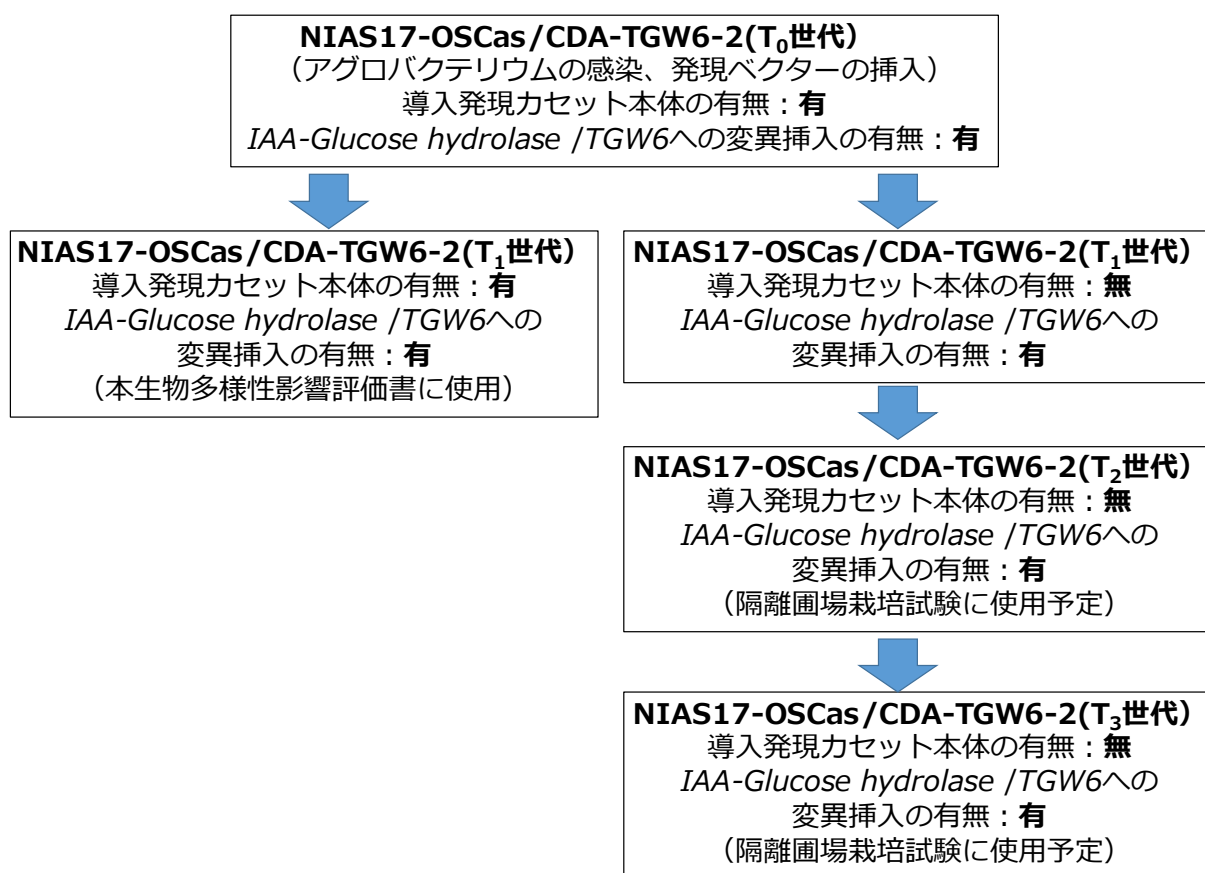 NIAS17-OSCas/CDA-TGW6-2(T₀世代）
（アグロバクテリウムの感染、発現ベクターの挿入）
導入発現カセット本体の有無：有
IAA-Glucose hydrolase /TGW6への変異挿入の有無：有
NIAS17-OSCas/CDA-TGW6-2(T₁世代）
導入発現カセット本体の有無：有
IAA-Glucose hydrolase /TGW6への
変異挿入の有無：有
（本生物多様性影響評価書に使用）
NIAS17-OSCas/CDA-TGW6-2(T₁世代）
導入発現カセット本体の有無：無
IAA-Glucose hydrolase /TGW6への
変異挿入の有無：有
NIAS17-OSCas/CDA-TGW6-2(T₂世代）
導入発現カセット本体の有無：無
IAA-Glucose hydrolase /TGW6への
変異挿入の有無：有
（隔離圃場栽培試験に使用予定）
NIAS17-OSCas/CDA-TGW6-2(T₃世代）
導入発現カセット本体の有無：無
IAA-Glucose hydrolase /TGW6への
変異挿入の有無：有
（隔離圃場栽培試験に使用予定）